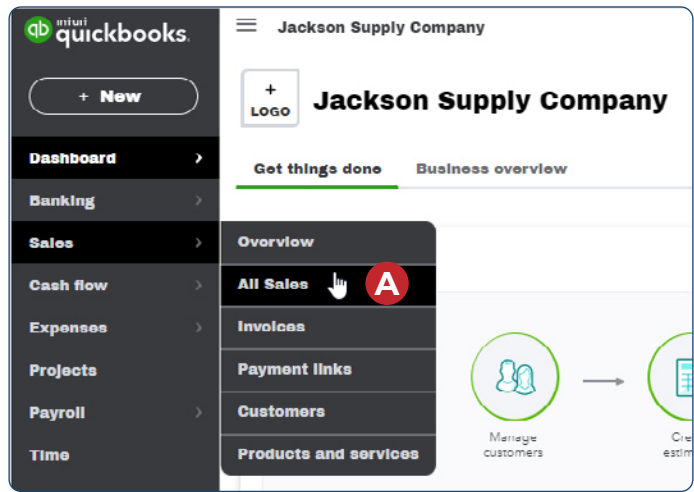 intuit
quickbooks.
Jackson Supply Company
+ New
+
LOGO
Jackson Supply Company
Get things done
Business overview
Dashboard
Banking
Sales
Cash flow
Expenses
Projects
Payroll
Time
Overview
All Sales
A
Invoices
Payment links
Customers
Products and services
Manage
customers